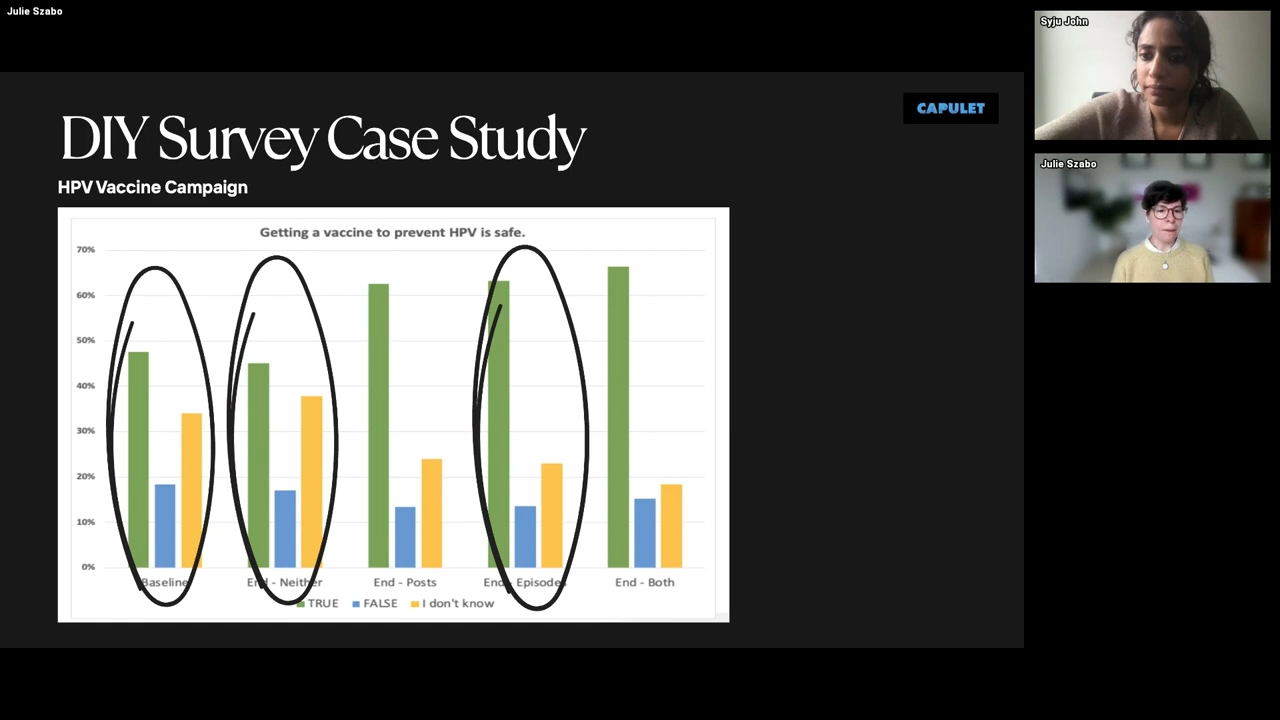 Julie Szabo
CAPULET
DIY Survey Case Study
HPV Vaccine Campaign
Getting a vaccine to prevent HPV is safe.
70%
60%
50%
40%
30%
20%
10%
0%
Baseline End - Neither End - Posts End - Episodes End - Both
TRUE FALSE I don't know
Syju John
Julie Szabo